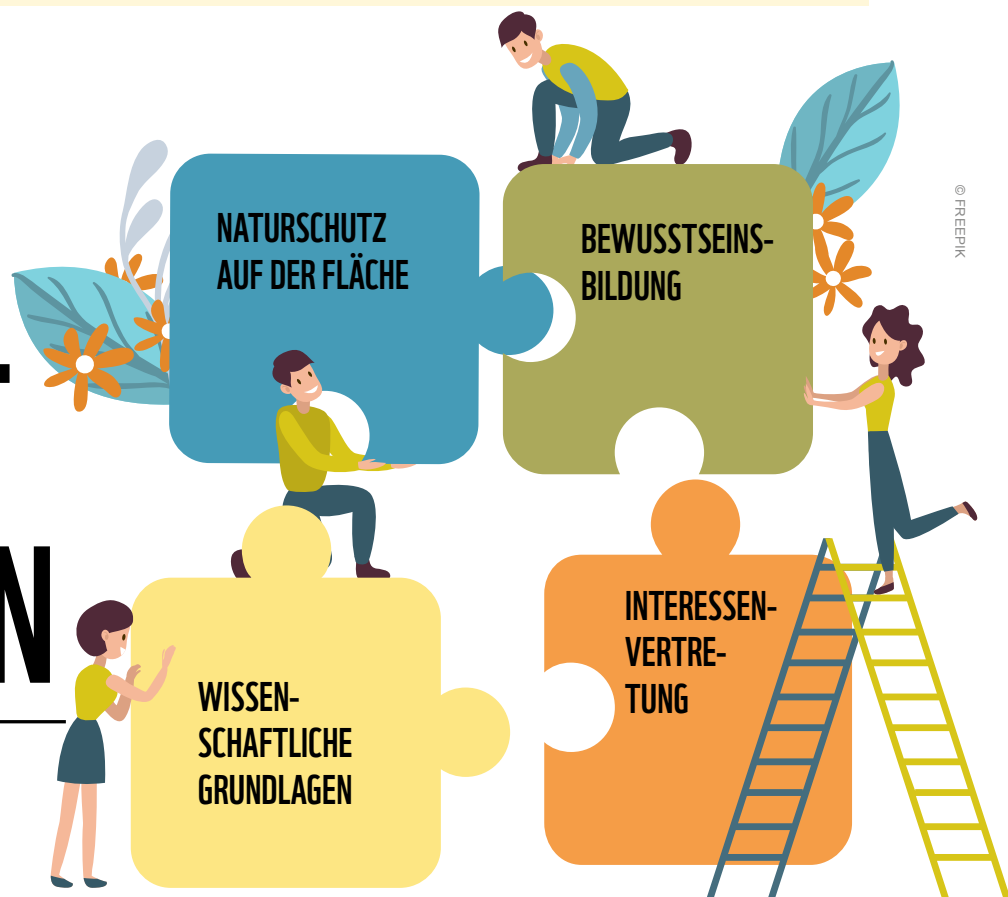 NATURSCHUTZ
AUF DER FLÄCHE
BEWUSSTSEINS-
BILDUNG
© FREEPIK
N
WISSEN-
SCHAFTLICHE
GRUNDLAGEN
INTERESSEN-
VERTRE-
TUNG